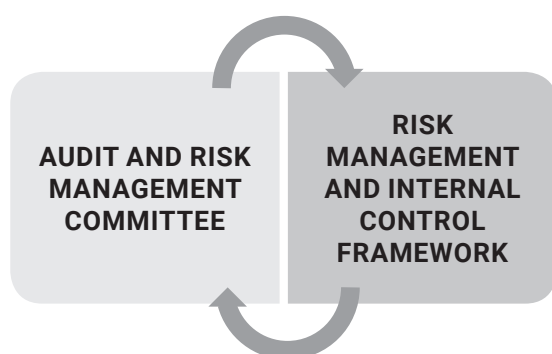 AUDIT AND RISK
MANAGEMENT
COMMITTEE
RISK
MANAGEMENT
AND INTERNAL
CONTROL
FRAMEWORK